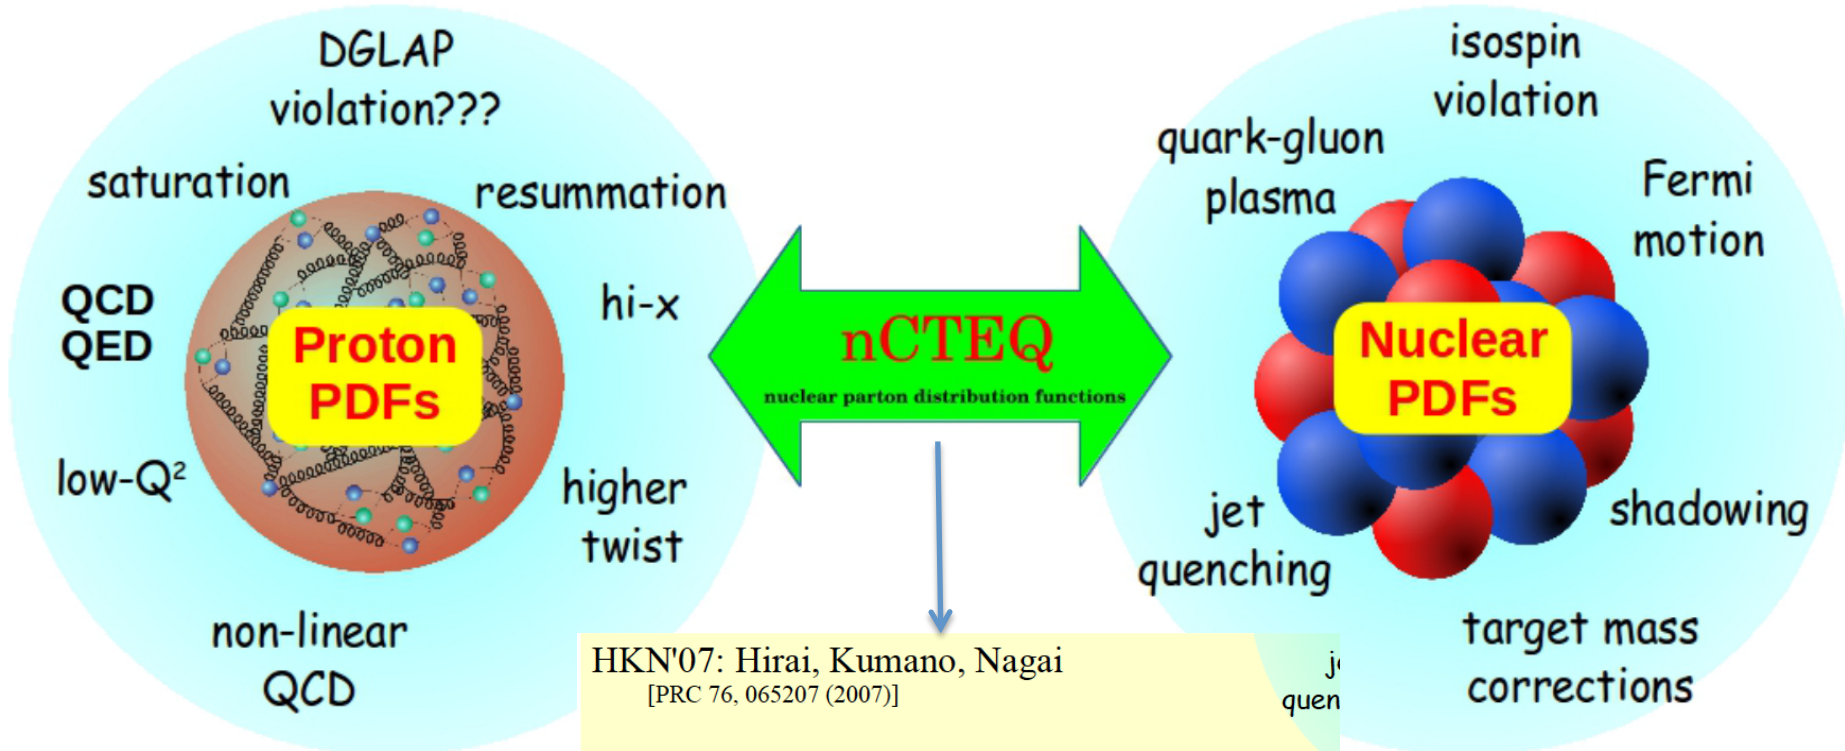 DGLAP
violation???
saturation
resummation
QCD
QED
hi-x
Proton
PDFs
low-Q²
higher
twist
non-linear
QCD
nCTEQ
nuclear parton distribution functions
isospin
violation
quark-gluon
plasma
Fermi
motion
Nuclear
PDFs
jet
quenching
shadowing
target mass
corrections
HKN'07: Hirai, Kumano, Nagai
[PRC 76, 065207 (2007)]